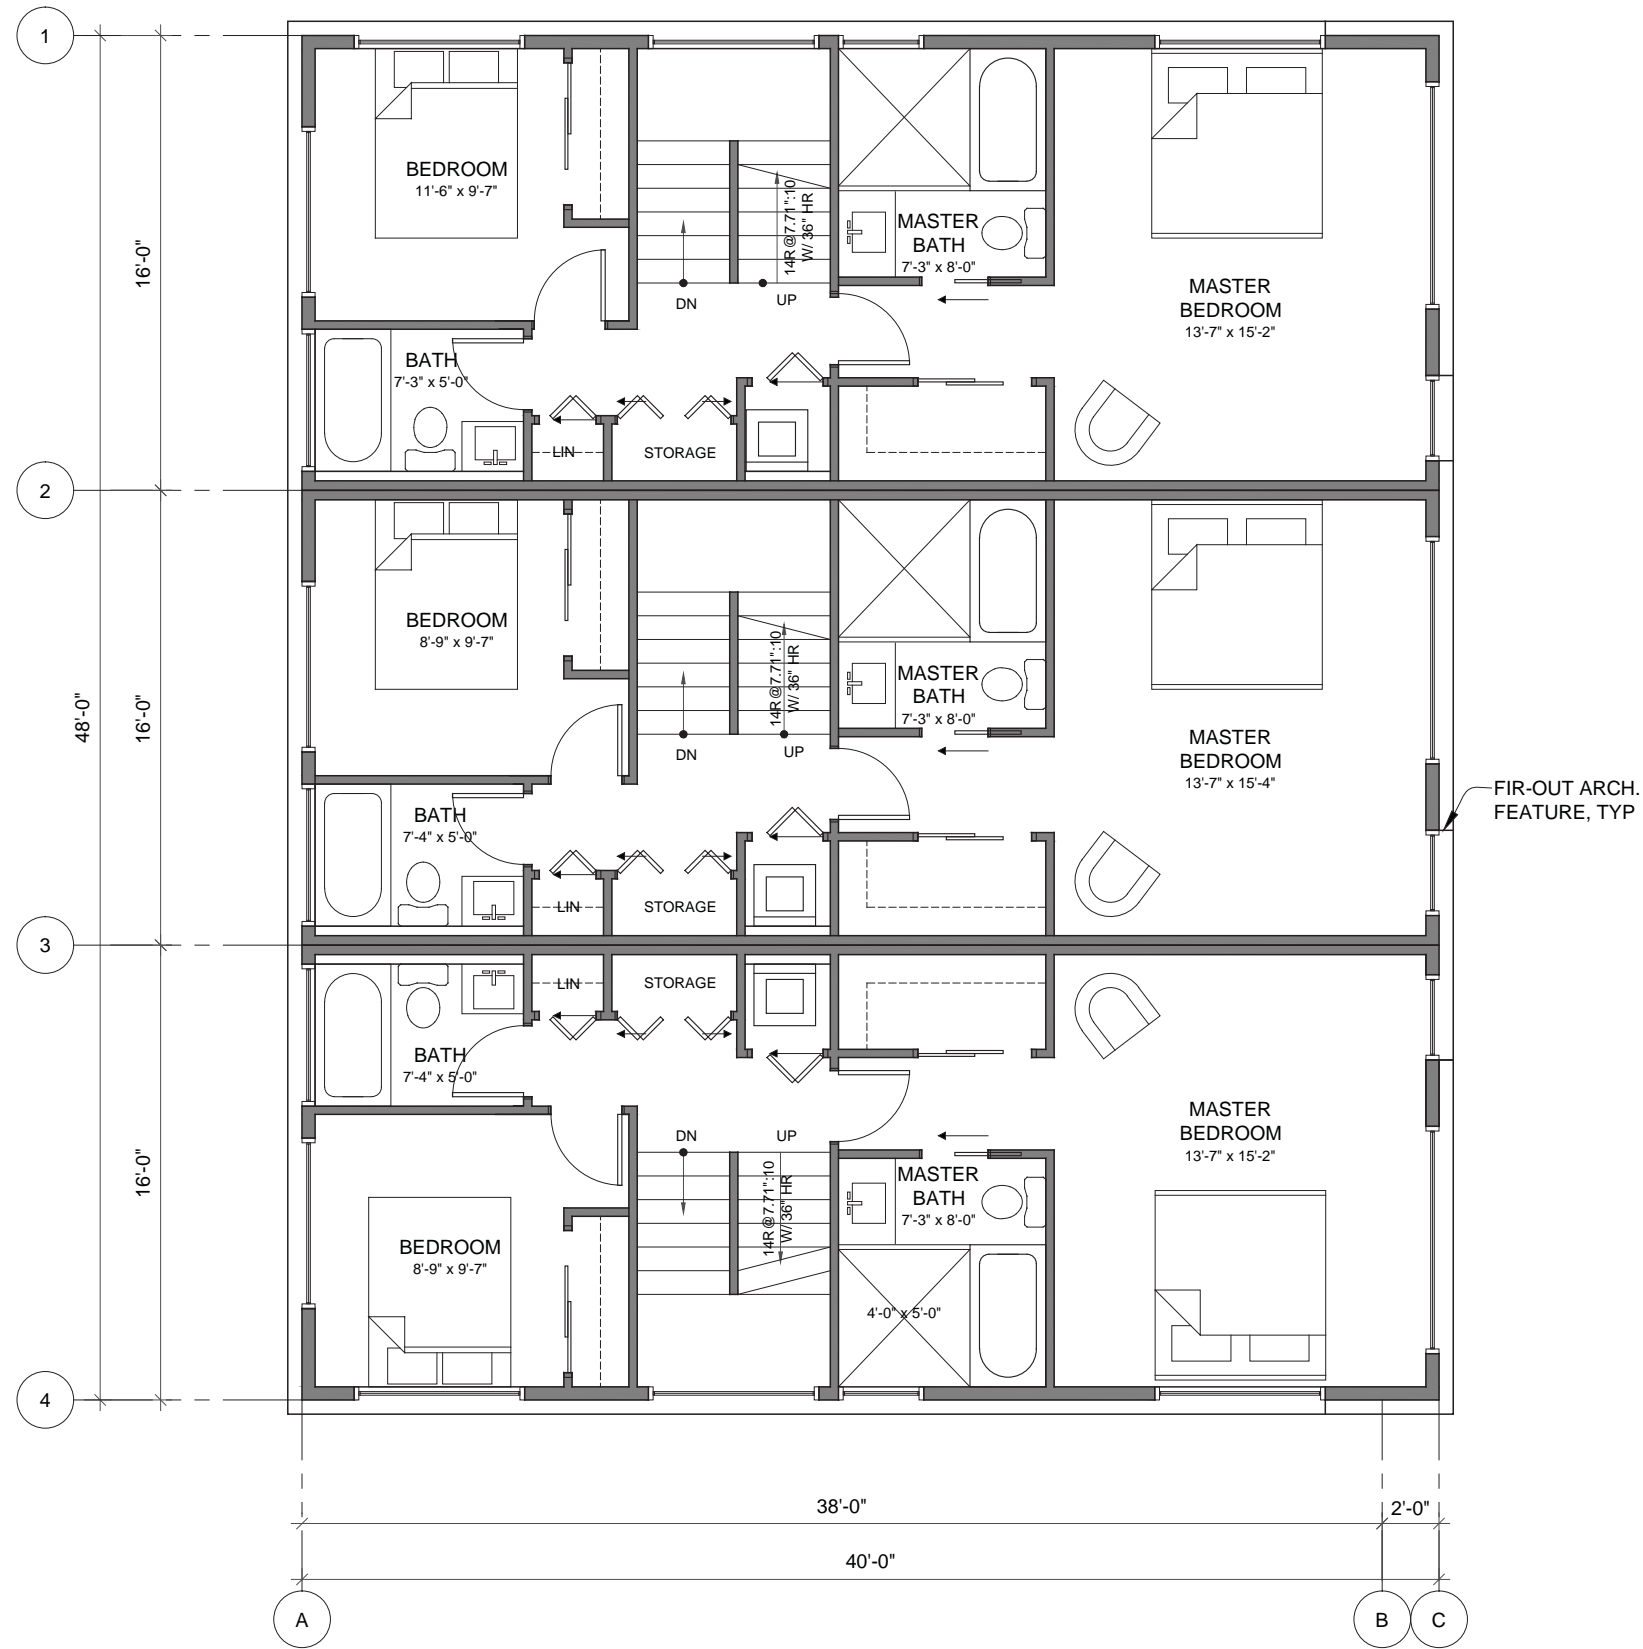 1
BEDROOM
11'-6" x 9'-7"
14R@7.71":10
W/ 36" HR
MASTER
BATH
7'-3" x 8'-0"
16'-0"
DN
UP
MASTER
BEDROOM
13'-7" x 15'-2"
BATH
7'-3" x 5'-0"
LIN
STORAGE
2
BEDROOM
8'-9" x 9'-7"
14R@7.71":10
W/ 36" HR
MASTER
BATH
7'-3" x 8'-0"
48'-0"
16'-0"
DN
UP
MASTER
BEDROOM
13'-7" x 15'-4"
FIR-OUT ARCH.
FEATURE, TYP
BATH
7'-4" x 5'-0"
LIN
STORAGE
3
LIN
STORAGE
BATH
7'-4" x 5'-0"
16'-0"
DN
UP
MASTER
BEDROOM
13'-7" x 15'-2"
14R@7.71":10
W/ 36" HR
MASTER
BATH
7'-3" x 8'-0"
BEDROOM
8'-9" x 9'-7"
4'-0" x 5'-0"
4
38'-0"
2'-0"
40'-0"
A
B
C